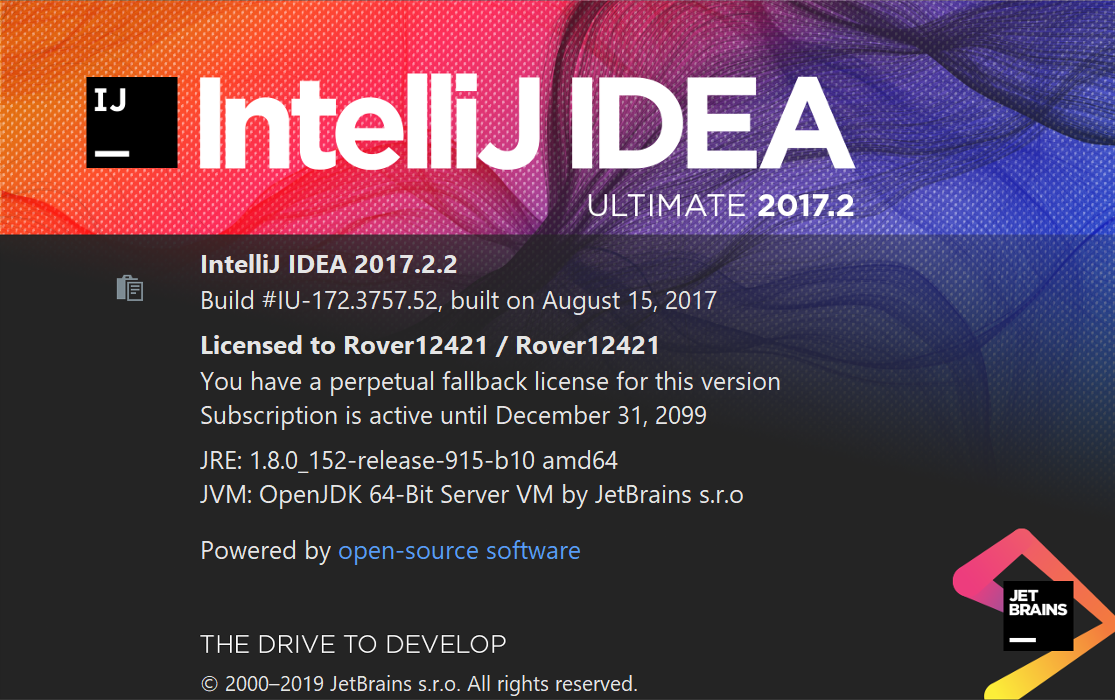 IJ
IntelliJ IDEA
ULTIMATE 2017.2
IntelliJ IDEA 2017.2.2
Build #IU-172.3757.52, built on August 15, 2017
Licensed to Rover12421 / Rover12421
You have a perpetual fallback license for this version
Subscription is active until December 31, 2099
JRE: 1.8.0_152-release-915-b10 amd64
JVM: OpenJDK 64-Bit Server VM by JetBrains s.r.o
Powered by open-source software
JET
BRAINS
THE DRIVE TO DEVELOP
© 2000–2019 JetBrains s.r.o. All rights reserved.